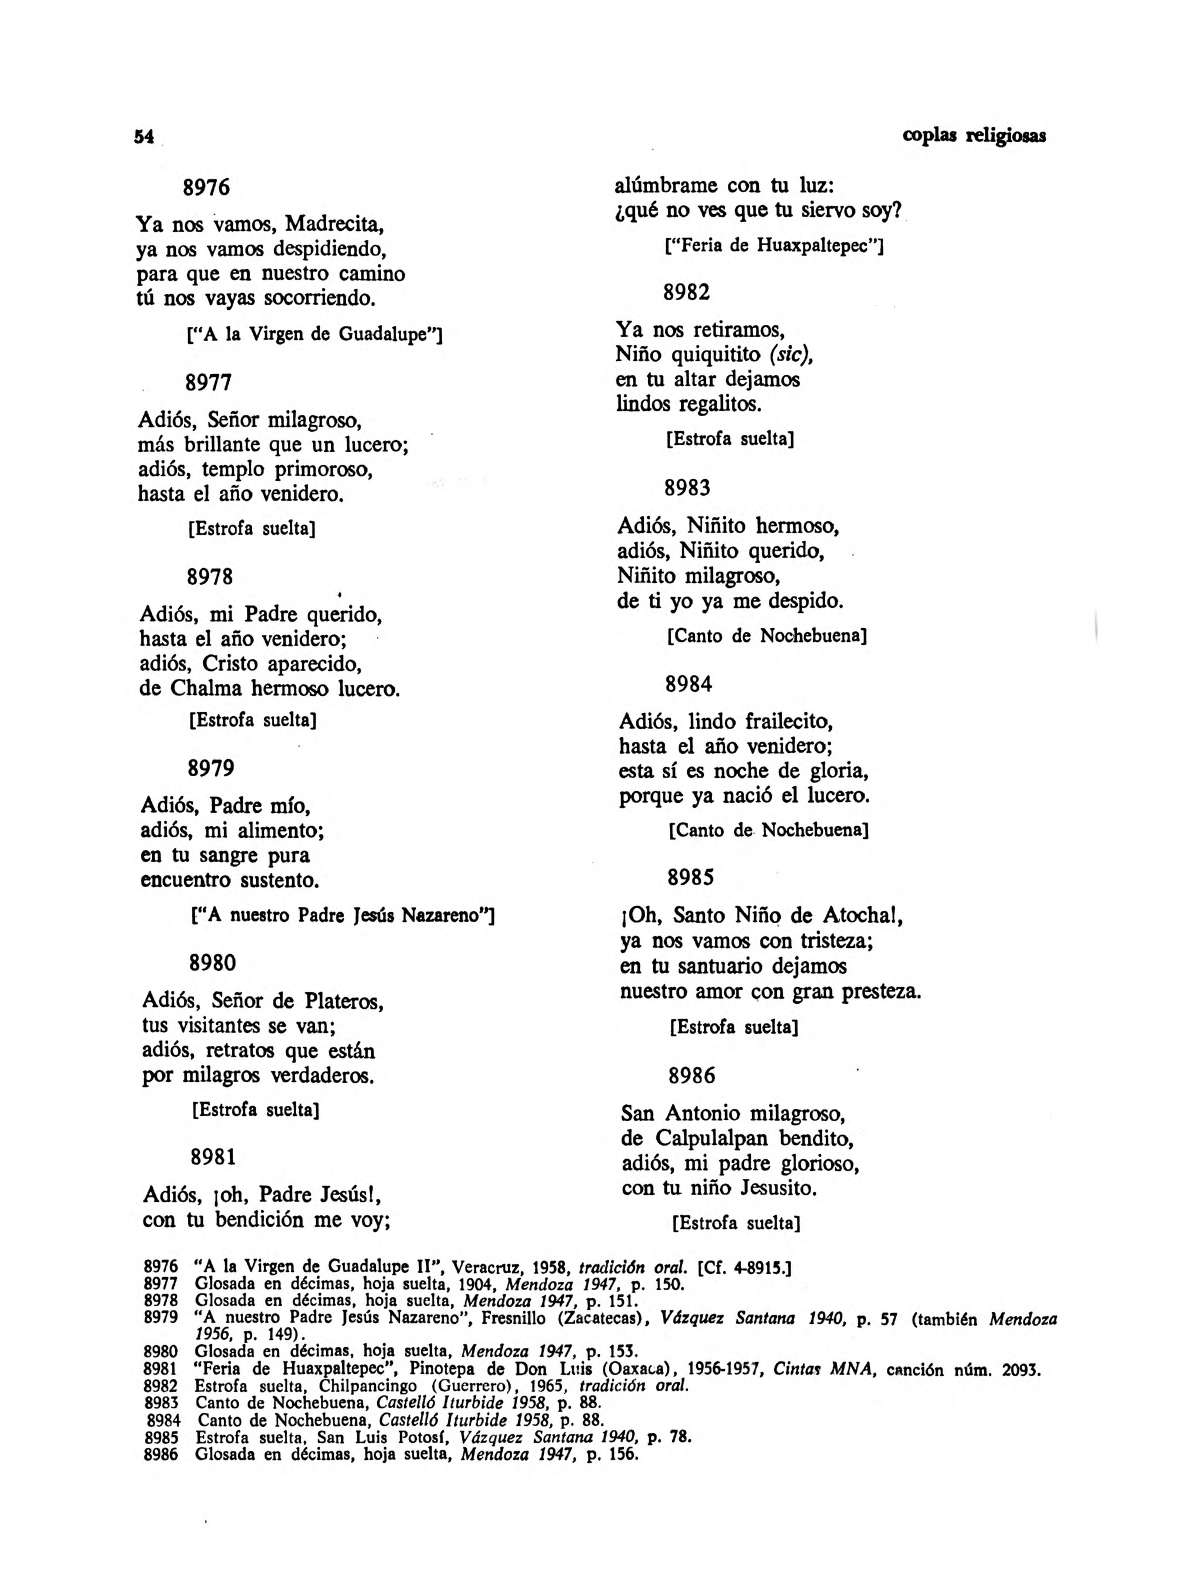 54
coplas religiosas
8976
Ya nos vamos, Madrecita,
ya nos vamos despidiendo,
para que en nuestro camino
tú nos vayas socorriendo.
["A la Virgen de Guadalupe"]
8977
Adiós, Señor milagroso,
más brillante que un lucero;
adiós, templo primoroso,
hasta el año venidero.
[Estrofa suelta]
8978
Adiós, mi Padre querido,
hasta el año venidero;
adiós, Cristo aparecido,
de Chalma hermoso lucero.
[Estrofa suelta]
8979
Adiós, Padre mío,
adiós, mi alimento;
en tu sangre pura
encuentro sustento.
["A nuestro Padre Jesús Nazareno"]
8980
Adiós, Señor de Plateros,
tus visitantes se van;
adiós, retratos que están
por milagros verdaderos.
[Estrofa suelta]
8981
Adiós, ¡oh, Padre Jesús!,
con tu bendición me voy;
alúmbrame con tu luz:
¿qué no ves que tu siervo soy?
["Feria de Huaxpaltepec"]
8982
Ya nos retiramos,
Niño quiquitito (sic),
en tu altar dejamos
lindos regalitos.
[Estrofa suelta]
8983
Adiós, Niñito hermoso,
adiós, Niñito querido,
Niñito milagroso,
de ti yo ya me despido.
[Canto de Nochebuena]
8984
Adiós, lindo frailecito,
hasta el año venidero;
esta sí es noche de gloria,
porque ya nació el lucero.
[Canto de Nochebuena]
8985
¡Oh, Santo Niño de Atocha!,
ya nos vamos con tristeza;
en tu santuario dejamos
nuestro amor con gran presteza.
[Estrofa suelta]
8986
San Antonio milagroso,
de Calpulalpan bendito,
adiós, mi padre glorioso,
con tu niño Jesusito.
[Estrofa suelta]
8976 "A la Virgen de Guadalupe II", Veracruz, 1958, tradición oral. [Cf. 4-8915.]
8977 Glosada en décimas, hoja suelta, 1904, Mendoza 1947, p. 150.
8978 Glosada en décimas, hoja suelta, Mendoza 1947, p. 151.
8979 "A nuestro Padre Jesús Nazareno", Fresnillo (Zacatecas), Vázquez Santana 1940, p. 57 (también Mendoza
1956, p. 149).
8980 Glosada en décimas, hoja suelta, Mendoza 1947, p. 153.
8981 "Feria de Huaxpaltepec", Pinotepa de Don Luis (Oaxaca), 1956-1957, Cintas MNA, canción núm. 2093.
8982 Estrofa suelta, Chilpancingo (Guerrero), 1965, tradición oral.
8983 Canto de Nochebuena, Castelló Iturbide 1958, p. 88.
8984 Canto de Nochebuena, Castelló Iturbide 1958, p. 88.
8985 Estrofa suelta, San Luis Potosí, Vázquez Santana 1940, p. 78.
8986 Glosada en décimas, hoja suelta, Mendoza 1947, p. 156.